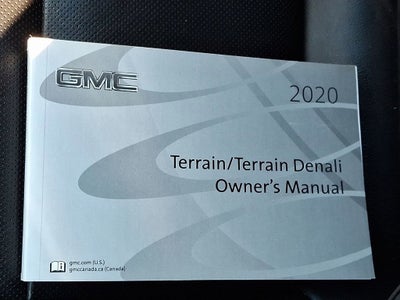 GMC
2020
Terrain/Terrain Denali
Owner's Manual
gmc.com (U.S.)
gmccanada.ca (Canada)